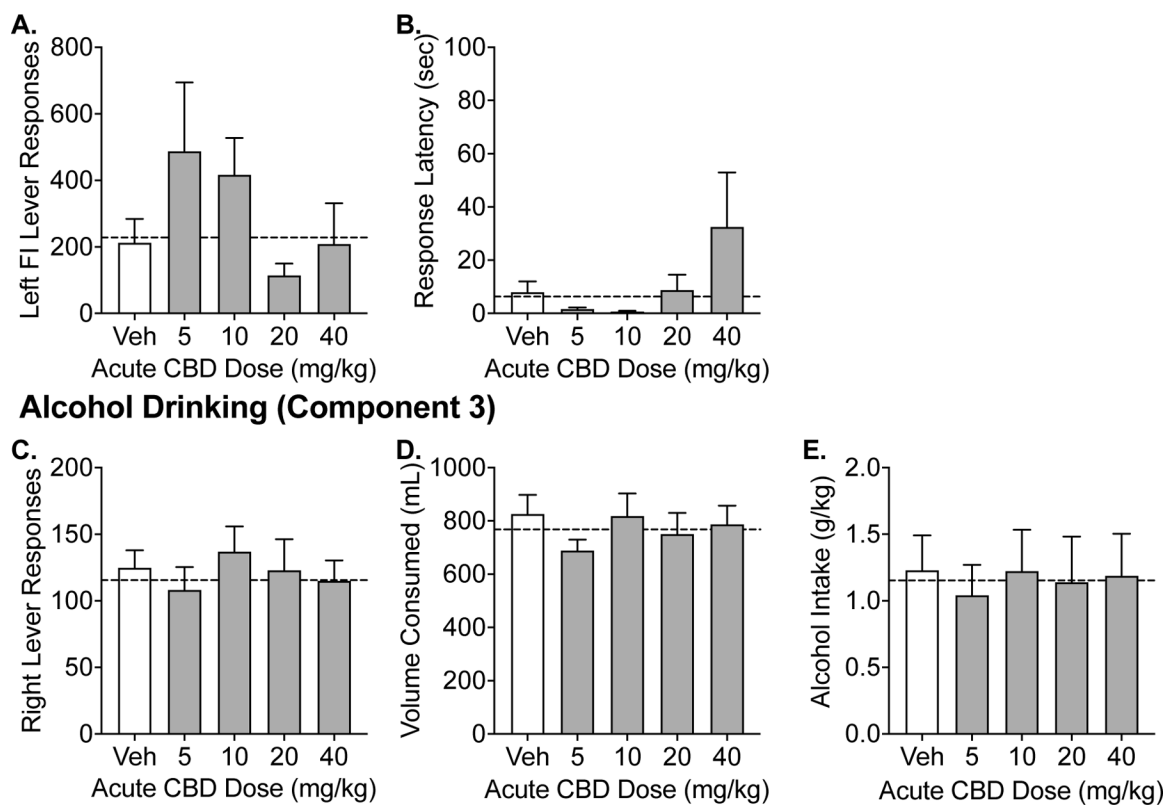 A.
Left FI Lever Responses
800
600
400
200
0
Veh 5 10 20 40
Acute CBD Dose (mg/kg)
B.
Response Latency (sec)
100
80
60
40
20
0
Veh 5 10 20 40
Acute CBD Dose (mg/kg)
Alcohol Drinking (Component 3)
C.
Right Lever Responses
200
150
100
50
0
Veh 5 10 20 40
Acute CBD Dose (mg/kg)
D.
Volume Consumed (mL)
1000
800
600
400
200
0
Veh 5 10 20 40
Acute CBD Dose (mg/kg)
E.
Alcohol Intake (g/kg)
2.0
1.5
1.0
0.5
0.0
Veh 5 10 20 40
Acute CBD Dose (mg/kg)